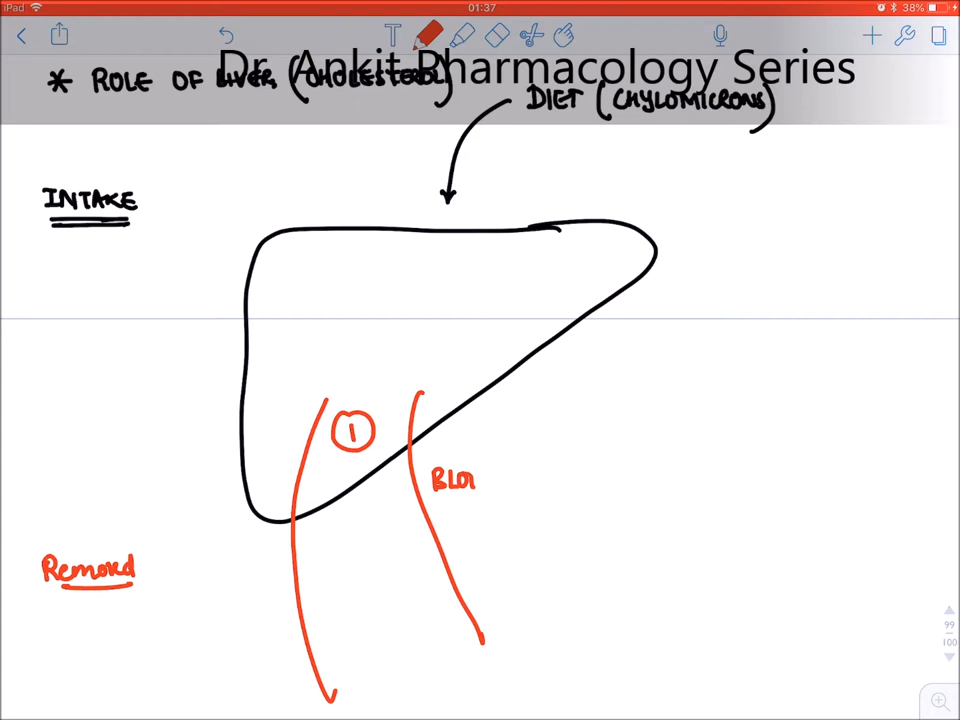 iPad 01:37 38%
T
Dr. Ankit Pharmacology Series
* ROLE OF LIVER (CHOLESTEROL)
DIET (CHYLOMICRONS)
INTAKE
1
BLO
Removed
99
100